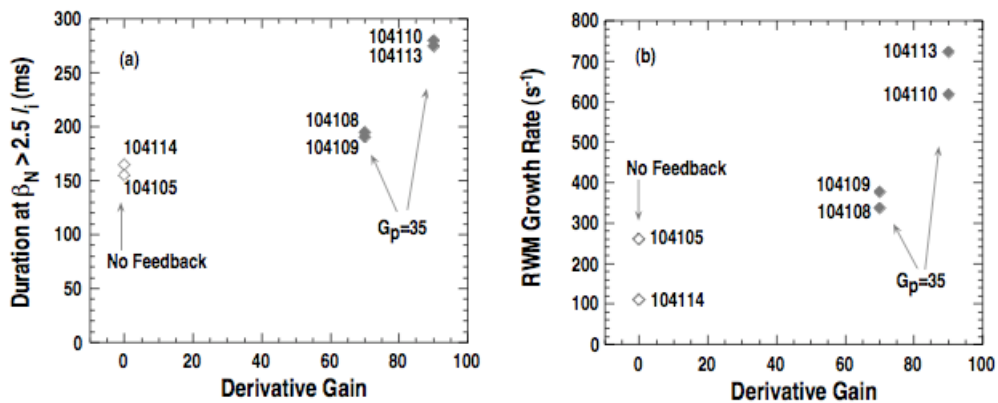 300
250
200
150
100
50
0
Duration at β_N > 2.5 l_i (ms)
(a)
104110
104113
104108
104109
104114
104105
G_p=35
No Feedback
0 20 40 60 80 100
Derivative Gain
800
700
600
500
400
300
200
100
0
RWM Growth Rate (s⁻¹)
(b)
104113
104110
No Feedback
104109
104108
104105
G_p=35
104114
0 20 40 60 80 100
Derivative Gain